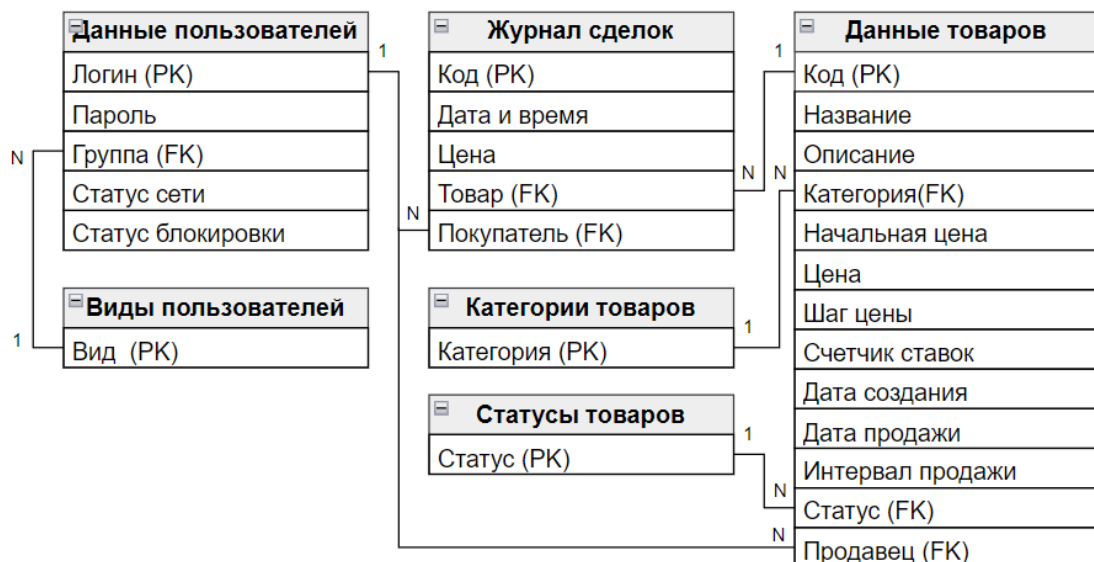 Данные пользователей
Логин (PK)
Пароль
Группа (FK)
Статус сети
Статус блокировки
Виды пользователей
Вид (PK)
Журнал сделок
Код (PK)
Дата и время
Цена
Товар (FK)
Покупатель (FK)
Категории товаров
Категория (PK)
Статусы товаров
Статус (PK)
Данные товаров
Код (PK)
Название
Описание
Категория(FK)
Начальная цена
Цена
Шаг цены
Счетчик ставок
Дата создания
Дата продажи
Интервал продажи
Статус (FK)
Продавец (FK)
1
N
1
N
1
N
N
1
1
N
N